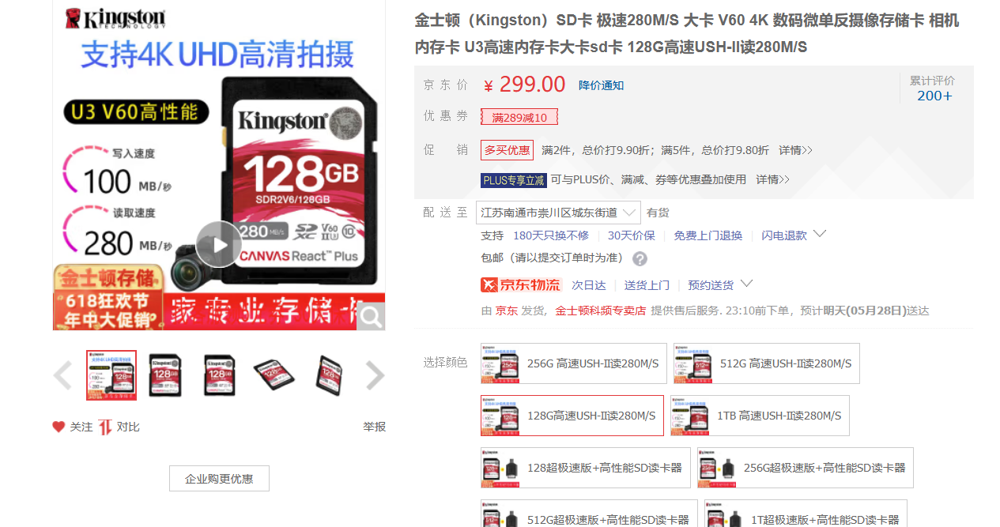 Kingston
TECHNOLOGY
支持4K UHD高清拍摄
U3 V60高性能
写入速度
100 MB/秒
读取速度
280 MB/秒
Kingston
128GB
SDR2V6/128GB
280MB/s
V60
CANVAS React™ Plus
金士顿存储
618狂欢节
年中大促销
家专业存储
关注
对比
举报
企业购更优惠
金士顿（Kingston）SD卡 极速280M/S 大卡 V60 4K 数码微单反摄像存储卡 相机
内存卡 U3高速内存卡大卡sd卡 128G高速USH-II读280M/S
京东价 ¥ 299.00 降价通知
累计评价
200+
优惠券 满289减10
促销 多买优惠 满2件，总价打9.90折；满5件，总价打9.80折 详情>>
PLUS专享立减 可与PLUS价、满减、券等优惠叠加使用 详情>>
配送至 江苏南通市崇川区城东街道 有货
支持 180天只换不修 30天价保 免费上门退换 闪电退款
包邮（请以提交订单时为准） ?
京东物流 次日达 送货上门 预约送货
由 京东 发货, 金士顿科频专卖店 提供售后服务. 23:10前下单，预计明天(05月28日)送达
选择颜色
256G 高速USH-II读280M/S
512G 高速USH-II读280M/S
128G高速USH-II读280M/S
1TB 高速USH-II读280M/S
128超极速版+高性能SD读卡器
256G超极速版+高性能SD读卡器
512G超极速版+高性能SD读卡器
1T超极速版+高性能SD读卡器